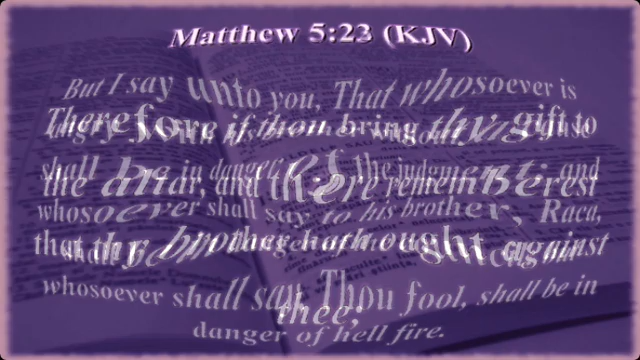 Matthew 5:23 (KJV)
But I say unto you, That whosoever is
Therefore if thou bring thy gift to
shall be in danger of the judgment: and
the altar, and there rememberest
whosoever shall say to his brother, Raca,
that thy brother hath ought against
whosoever shall say, Thou fool, shall be in
thee;
danger of hell fire.